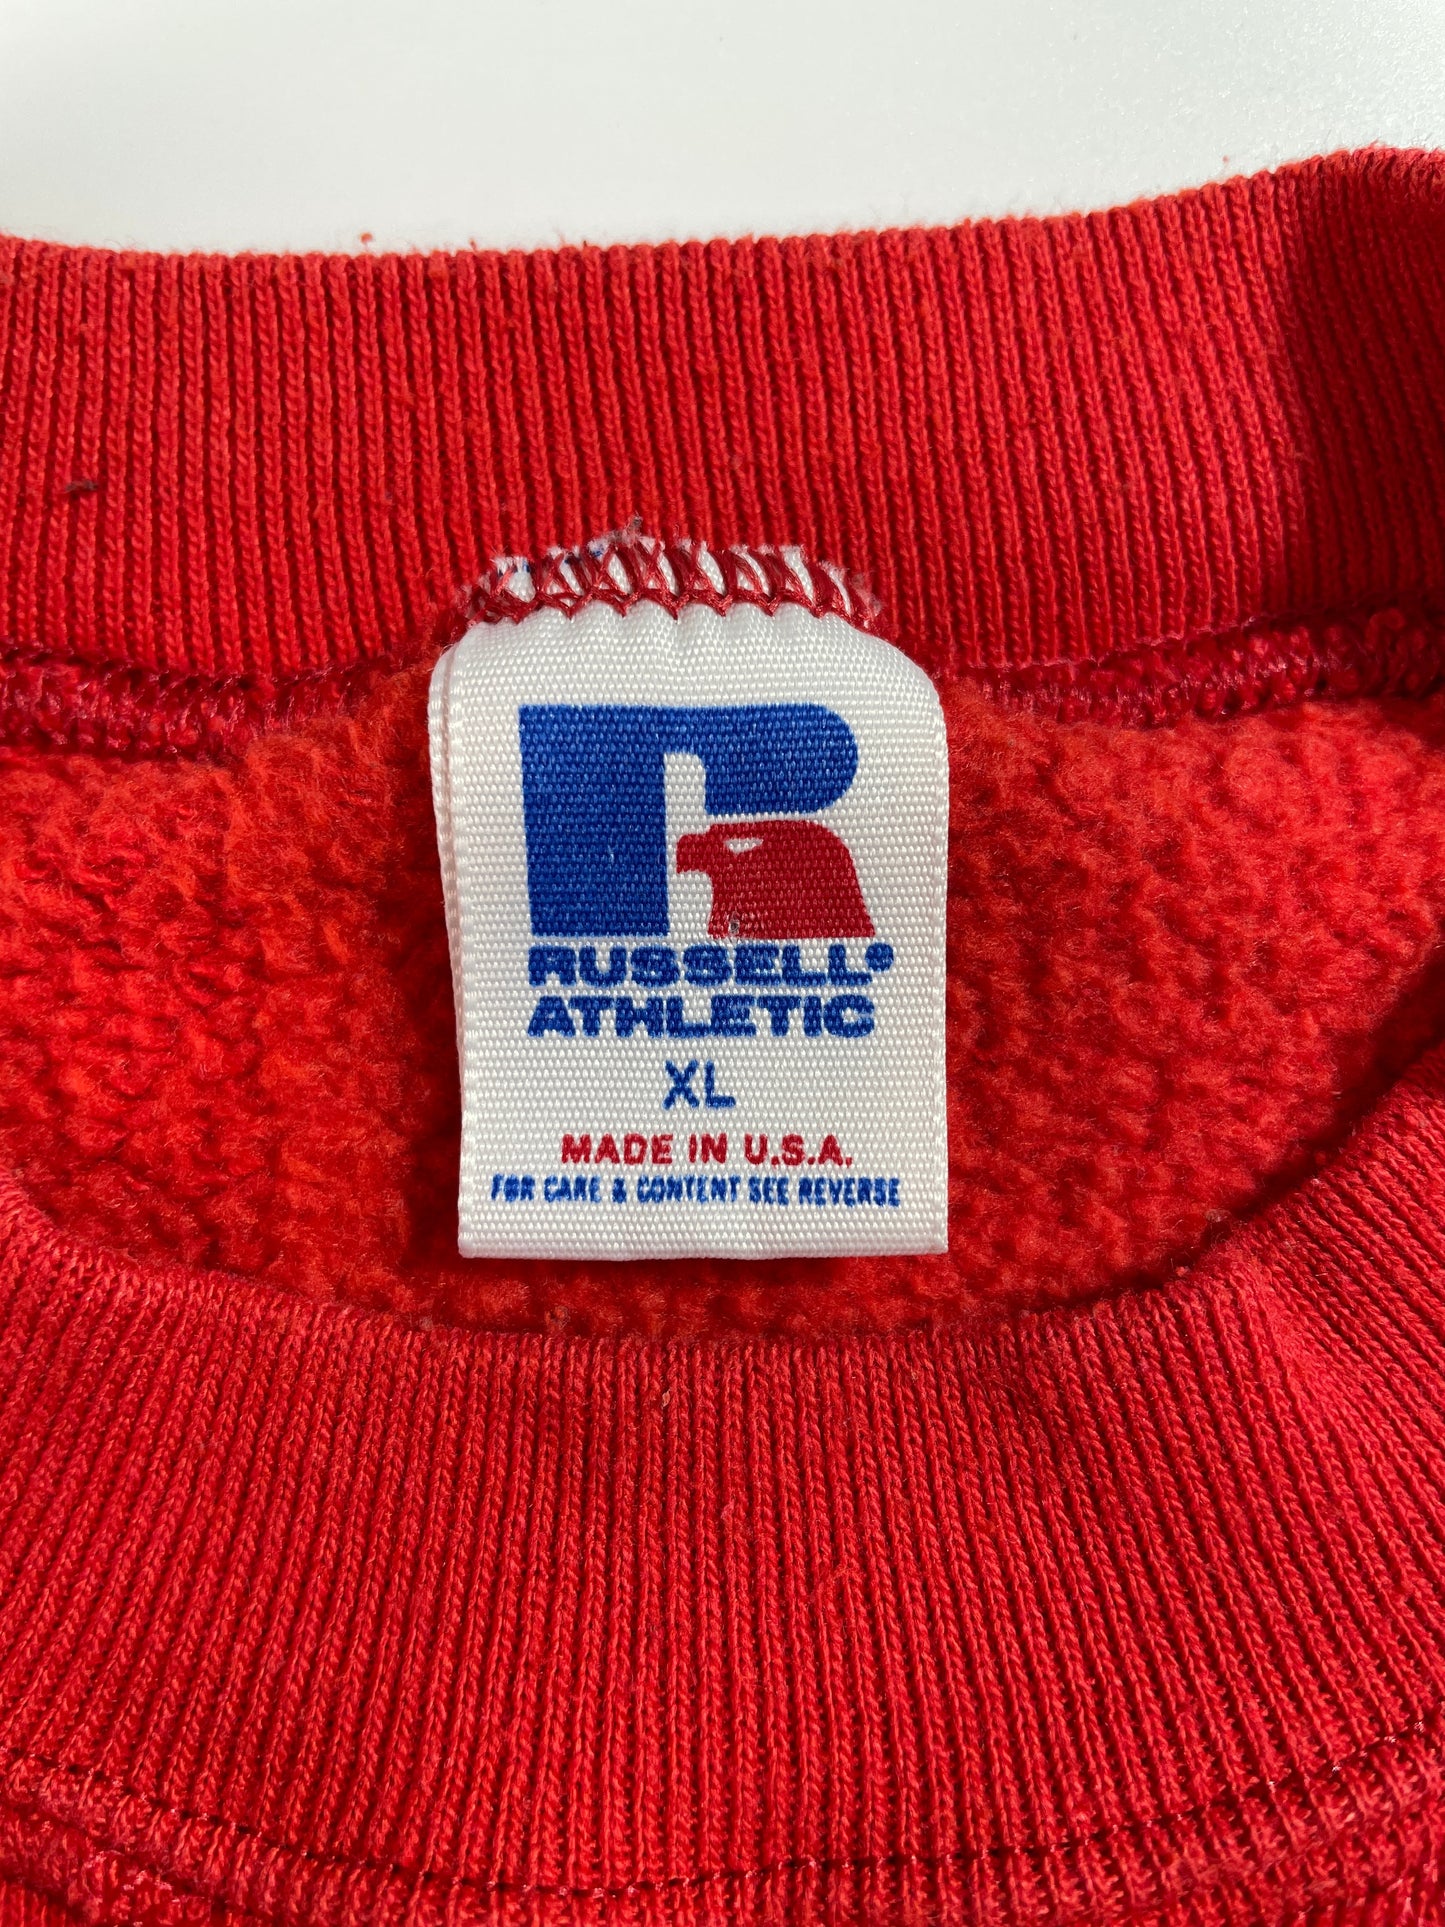 RUSSELL®
ATHLETIC
XL
MADE IN U.S.A.
FOR CARE & CONTENT SEE REVERSE